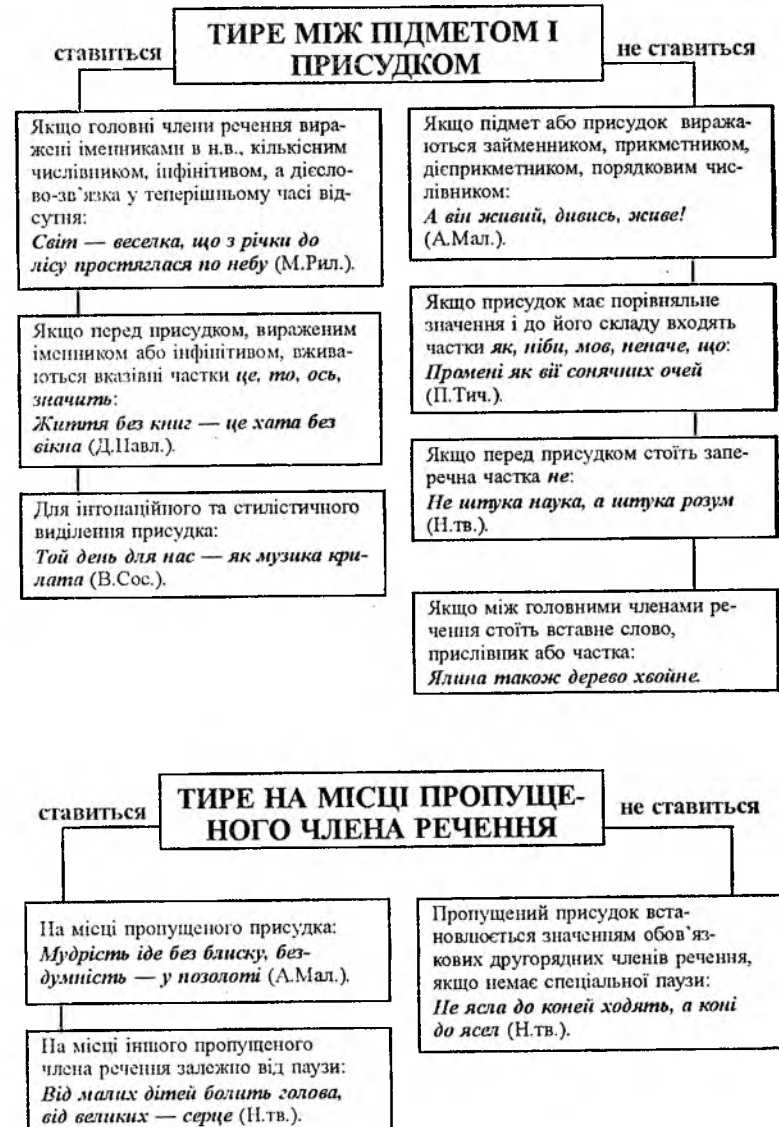 ставиться
ТИРЕ МІЖ ПІДМЕТОМ І
ПРИСУДКОМ
не ставиться
Якщо головні члени речення вира-
жені іменниками в н.в., кількісним
числівником, інфінітивом, а дієсло-
во-зв’язка у теперішньому часі від-
сутня:
Світ — веселка, що з річки до
лісу простяглася по небу (М.Рил.).
Якщо перед присудком, вираженим
іменником або інфінітивом, вжива-
ються вказівні частки це, то, ось,
значить:
Життя без книг — це хата без
вікна (Д.Павл.).
Для інтонаційного та стилістичного
виділення присудка:
Той день для нас — як музика кри-
лата (В.Сос.).
Якщо підмет або присудок виража-
ються займенником, прикметником,
дієприкметником, порядковим чис-
лівником:
А він живий, дивись, живе!
(А.Мал.).
Якщо присудок має порівняльне
значення і до його складу входять
частки як, ніби, мов, неначе, що:
Промені як вії сонячних очей
(П.Тич.).
Якщо перед присудком стоїть запе-
речна частка не:
Не штука наука, а штука розум
(Н.тв.).
Якщо між головними членами ре-
чення стоїть вставне слово,
прислівник або частка:
Ялина також дерево хвойне.
ставиться
ТИРЕ НА МІСЦІ ПРОПУЩЕ-
НОГО ЧЛЕНА РЕЧЕННЯ
не ставиться
На місці пропущеного присудка:
Мудрість іде без блиску, без-
думність — у позолоті (А.Мал.).
На місці іншого пропущеного
члена речення залежно від паузи:
Від малих дітей болить голова,
від великих — серце (Н.тв.).
Пропущений присудок вста-
новлюється значенням обов’яз-
кових другорядних членів речення,
якщо немає спеціальної паузи:
Не ясла до коней ходять, а коні
до ясел (Н.тв.).